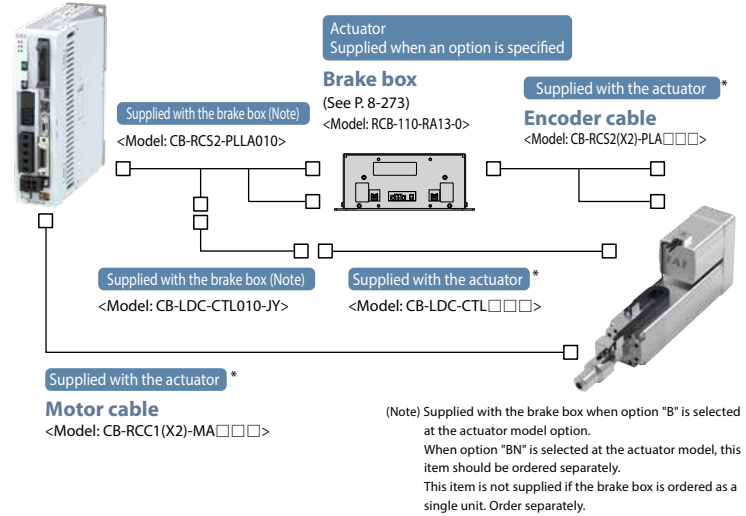 Actuator
Supplied when an option is specified
Brake box
(See P. 8-273)
<Model: RCB-110-RA13-0>
Supplied with the actuator *
Encoder cable
<Model: CB-RCS2(X2)-PLA□□□>
Supplied with the brake box (Note)
<Model: CB-RCS2-PLLA010>
Supplied with the brake box (Note)
<Model: CB-LDC-CTL010-JY>
Supplied with the actuator *
<Model: CB-LDC-CTL□□□>
IAI
Supplied with the actuator *
Motor cable
<Model: CB-RCC1(X2)-MA□□□>
(Note) Supplied with the brake box when option "B" is selected
at the actuator model option.
When option "BN" is selected at the actuator model, this
item should be ordered separately.
This item is not supplied if the brake box is ordered as a
single unit. Order separately.